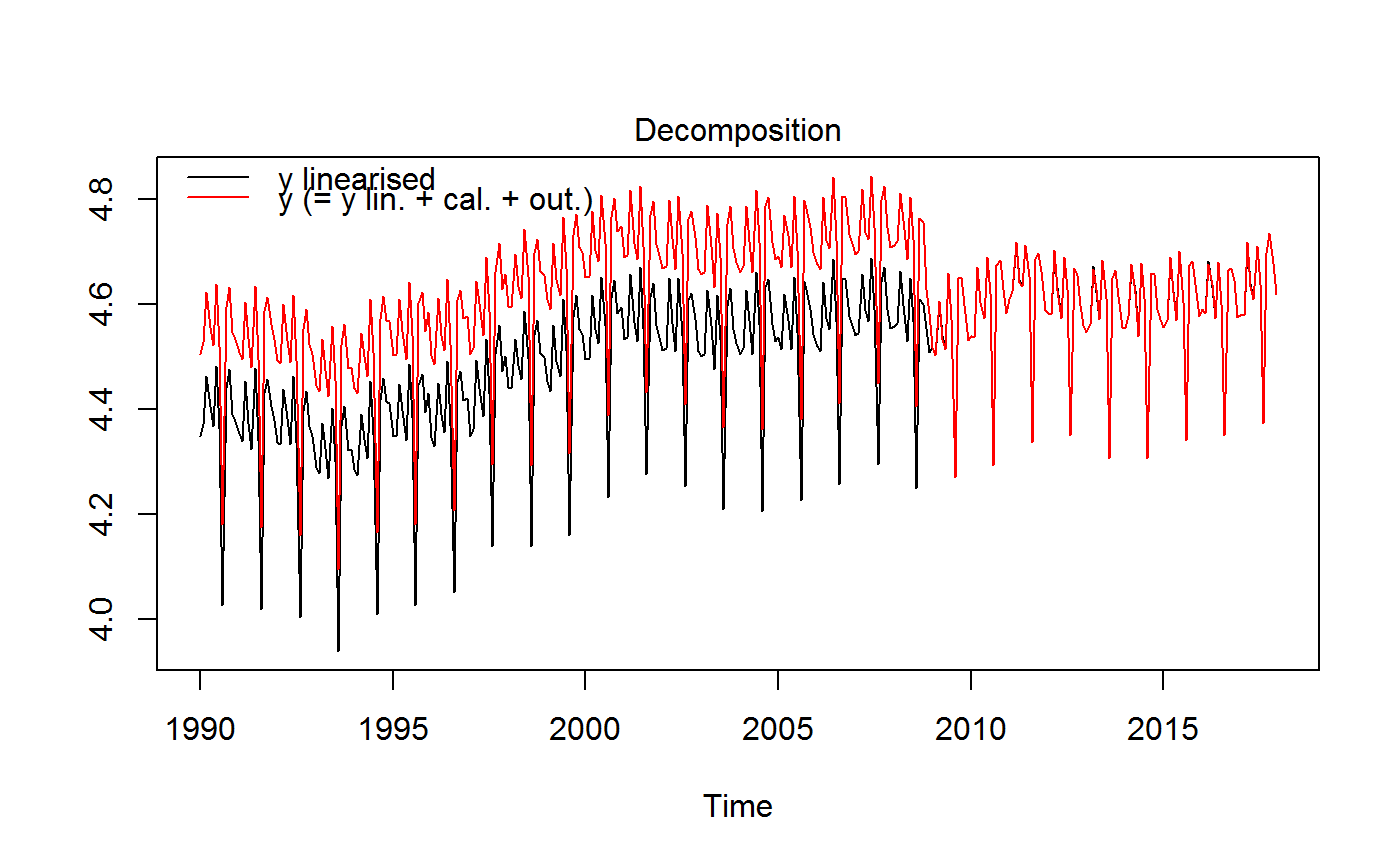 Decomposition
y linearised
y (= y lin. + cal. + out.)
4.8
4.6
4.4
4.2
4.0
1990 1995 2000 2005 2010 2015
Time